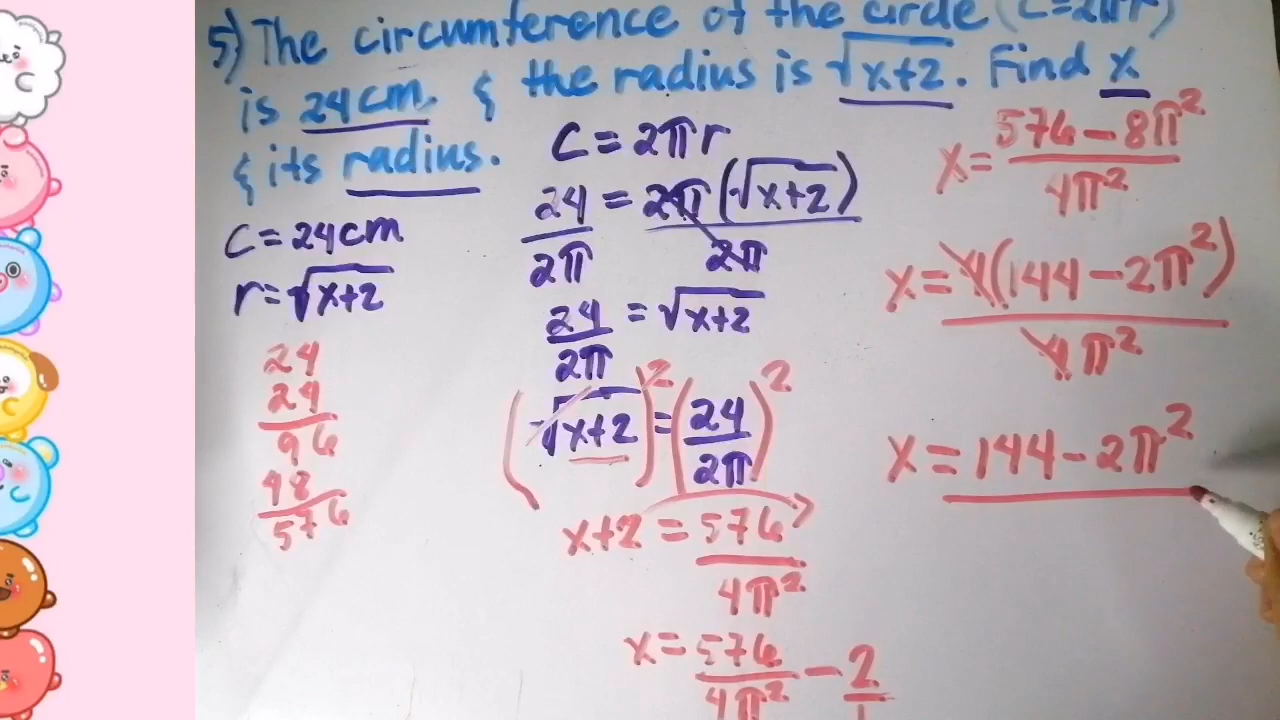 5) The circumference of the circle (C=2πr)
is 24cm. & the radius is √x+2. Find x
& its radius.
C = 24cm
r = √x+2
24
24
96
48
576
C = 2πr
24/2π = 2π(√x+2)/2π
24/2π = √x+2
(√x+2)² = (24/2π)²
x+2 = 576/4π²
x = 576/4π² - 2/1
x = 576 - 8π²/4π²
x = 4(144 - 2π²)/4π²
x = 144 - 2π²